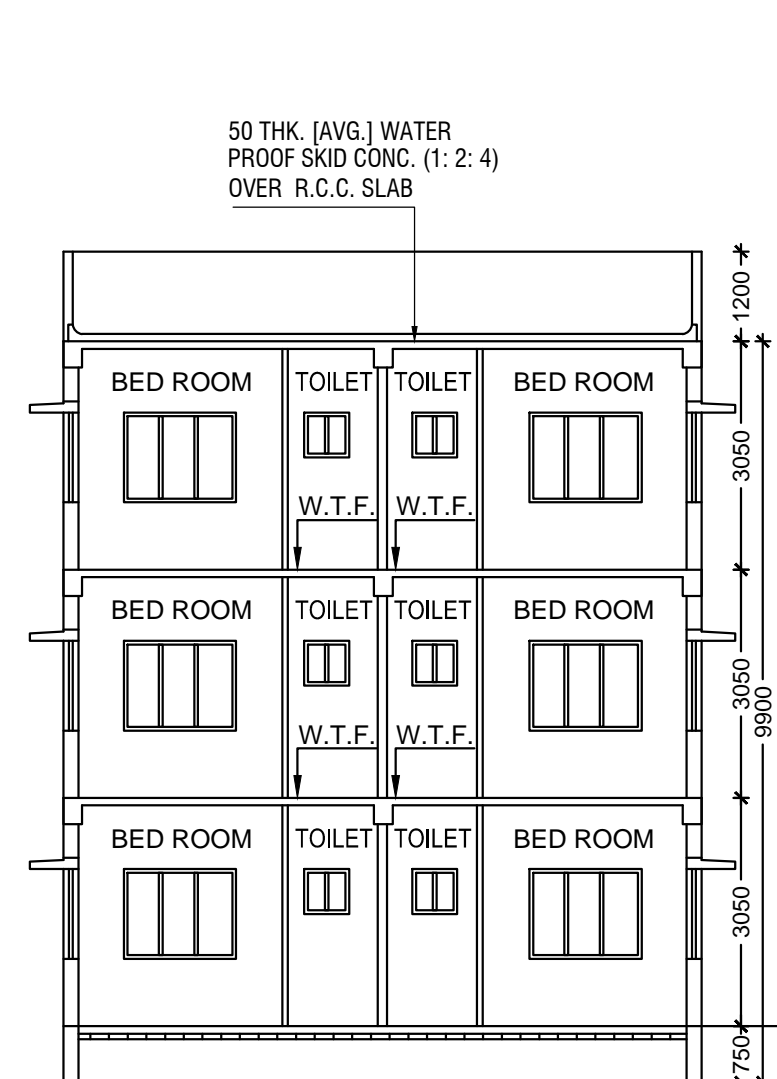 50 THK. [AVG.] WATER
PROOF SKID CONC. (1: 2: 4)
OVER R.C.C. SLAB
1200
BED ROOM TOILET TOILET BED ROOM
3050
W.T.F. W.T.F.
BED ROOM TOILET TOILET BED ROOM
3050
9900
W.T.F. W.T.F.
BED ROOM TOILET TOILET BED ROOM
3050
750